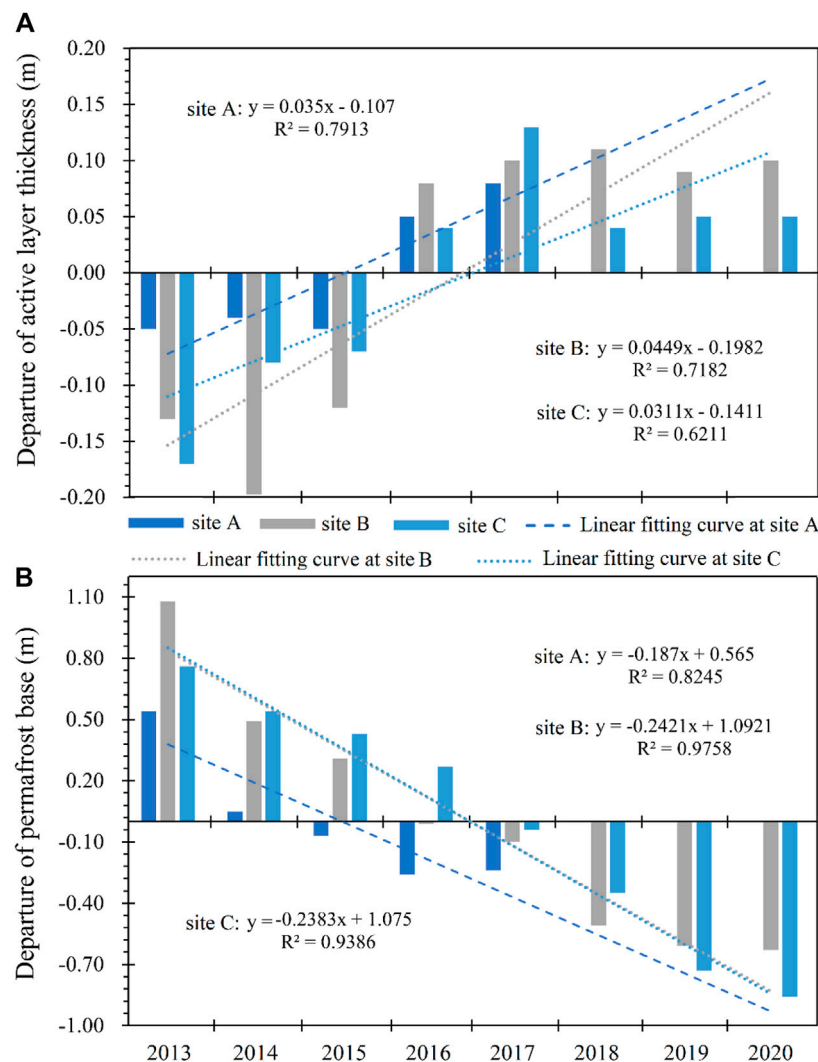 A
Departure of active layer thickness (m)
0.20
0.15
0.10
0.05
0.00
-0.05
-0.10
-0.15
-0.20
site A: y = 0.035x - 0.107
R² = 0.7913
site B: y = 0.0449x - 0.1982
R² = 0.7182
site C: y = 0.0311x - 0.1411
R² = 0.6211
site A site B site C Linear fitting curve at site A
Linear fitting curve at site B Linear fitting curve at site C
B
Departure of permafrost base (m)
1.10
0.80
0.50
0.20
-0.10
-0.40
-0.70
-1.00
site A: y = -0.187x + 0.565
R² = 0.8245
site B: y = -0.2421x + 1.0921
R² = 0.9758
site C: y = -0.2383x + 1.075
R² = 0.9386
2013 2014 2015 2016 2017 2018 2019 2020